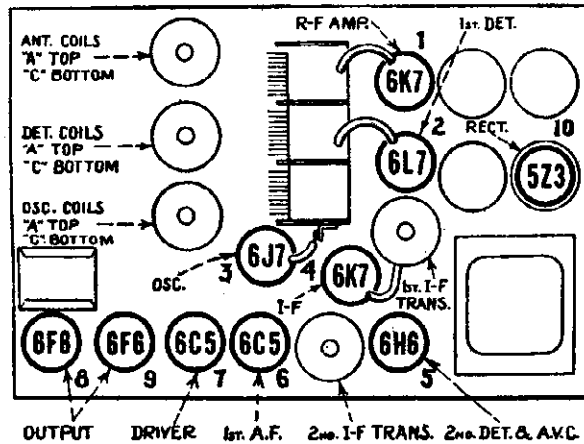 R-F AMP.
1ST. DET.
ANT. COILS
"A" TOP
"C" BOTTOM
1
6K7
DET. COILS
"A" TOP
"C" BOTTOM
2
6L7
RECT.
10
5Z3
OSC. COILS
"A" TOP
"C" BOTTOM
6J7
OSC.
3
4
6K7
I-F
1ST. I-F
TRANS.
6F8
6F6
6C5
6C5
6H6
8
9
7
6
5
OUTPUT
DRIVER
1ST. A.F.
2ND. I-F TRANS.
2ND. DET. & A.V.C.